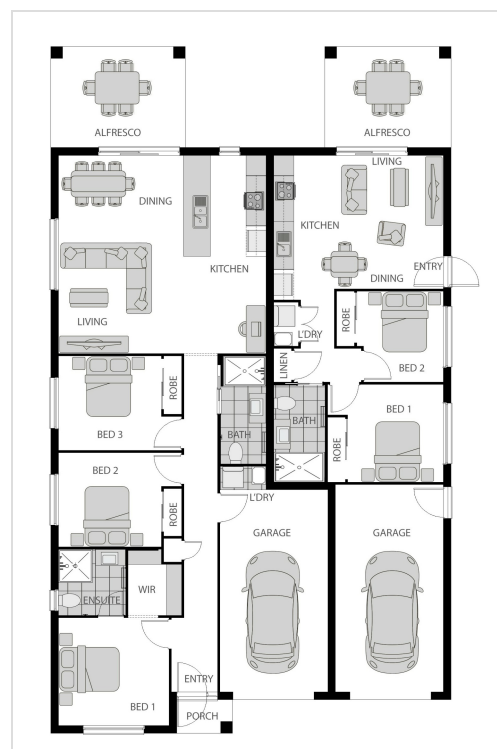 ALFRESCO
ALFRESCO
LIVING
DINING
KITCHEN
KITCHEN
DINING
ENTRY
LIVING
L'DRY
ROBE
BED 2
LINEN
ROBE
BED 3
BATH
BATH
BED 1
ROBE
BED 2
ROBE
L'DRY
GARAGE
GARAGE
ENSUITE
WIR
ENTRY
BED 1
PORCH